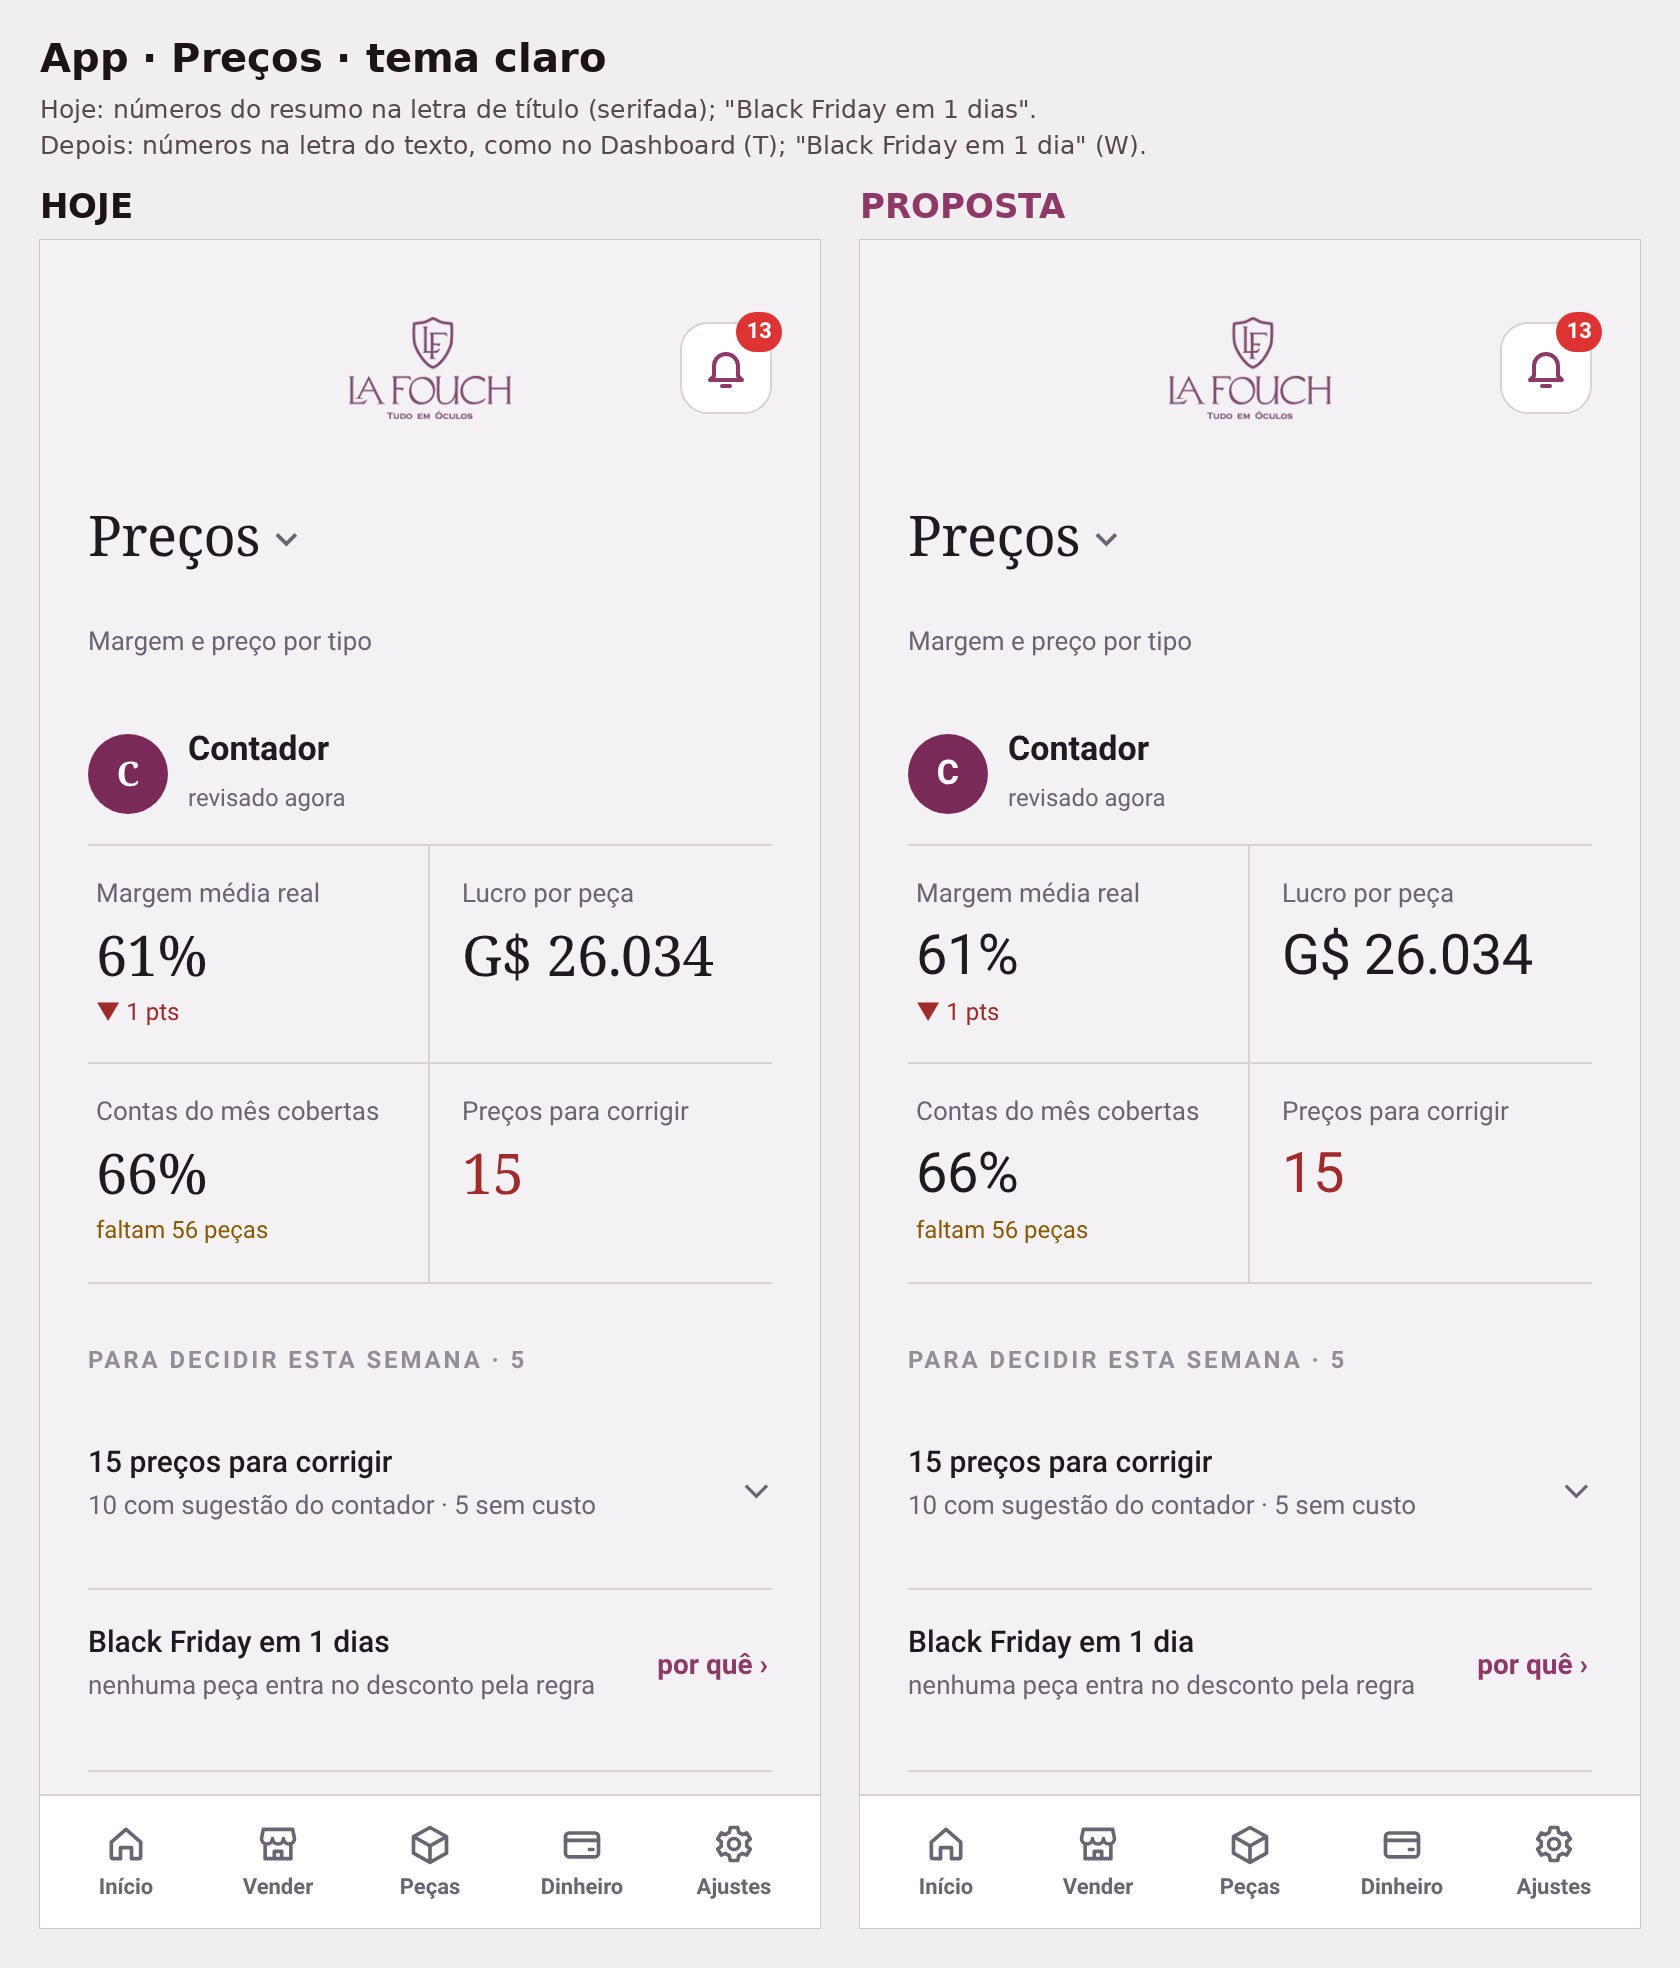 App · Preços · tema claro
Hoje: números do resumo na letra de título (serifada); "Black Friday em 1 dias".
Depois: números na letra do texto, como no Dashboard (T); "Black Friday em 1 dia" (W).
HOJE
LF
LA FOUCH
TUDO EM ÓCULOS
13
Preços
Margem e preço por tipo
C
Contador
revisado agora
Margem média real
61%
▼ 1 pts
Lucro por peça
G$ 26.034
Contas do mês cobertas
66%
faltam 56 peças
Preços para corrigir
15
PARA DECIDIR ESTA SEMANA · 5
15 preços para corrigir
10 com sugestão do contador · 5 sem custo
Black Friday em 1 dias
nenhuma peça entra no desconto pela regra
por quê ›
Início
Vender
Peças
Dinheiro
Ajustes
PROPOSTA
LF
LA FOUCH
TUDO EM ÓCULOS
13
Preços
Margem e preço por tipo
C
Contador
revisado agora
Margem média real
61%
▼ 1 pts
Lucro por peça
G$ 26.034
Contas do mês cobertas
66%
faltam 56 peças
Preços para corrigir
15
PARA DECIDIR ESTA SEMANA · 5
15 preços para corrigir
10 com sugestão do contador · 5 sem custo
Black Friday em 1 dia
nenhuma peça entra no desconto pela regra
por quê ›
Início
Vender
Peças
Dinheiro
Ajustes